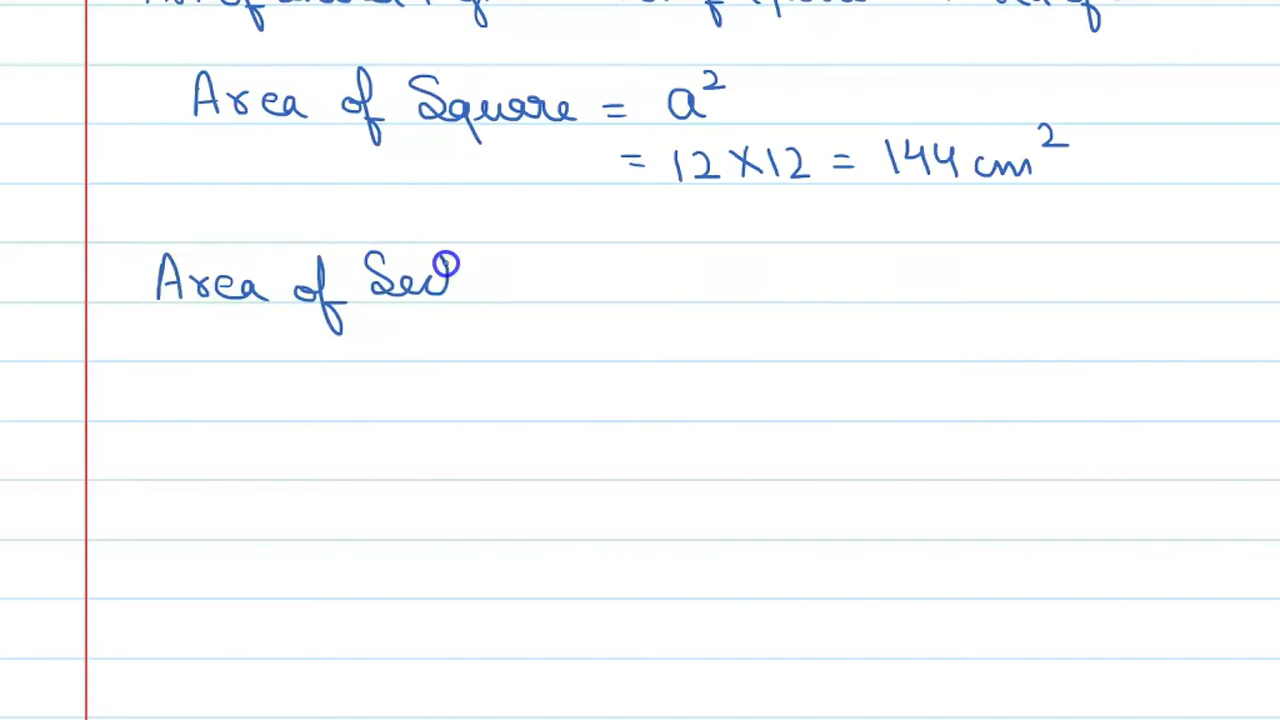 Area of Square = a²
= 12 × 12 = 144 cm²
Area of Sec